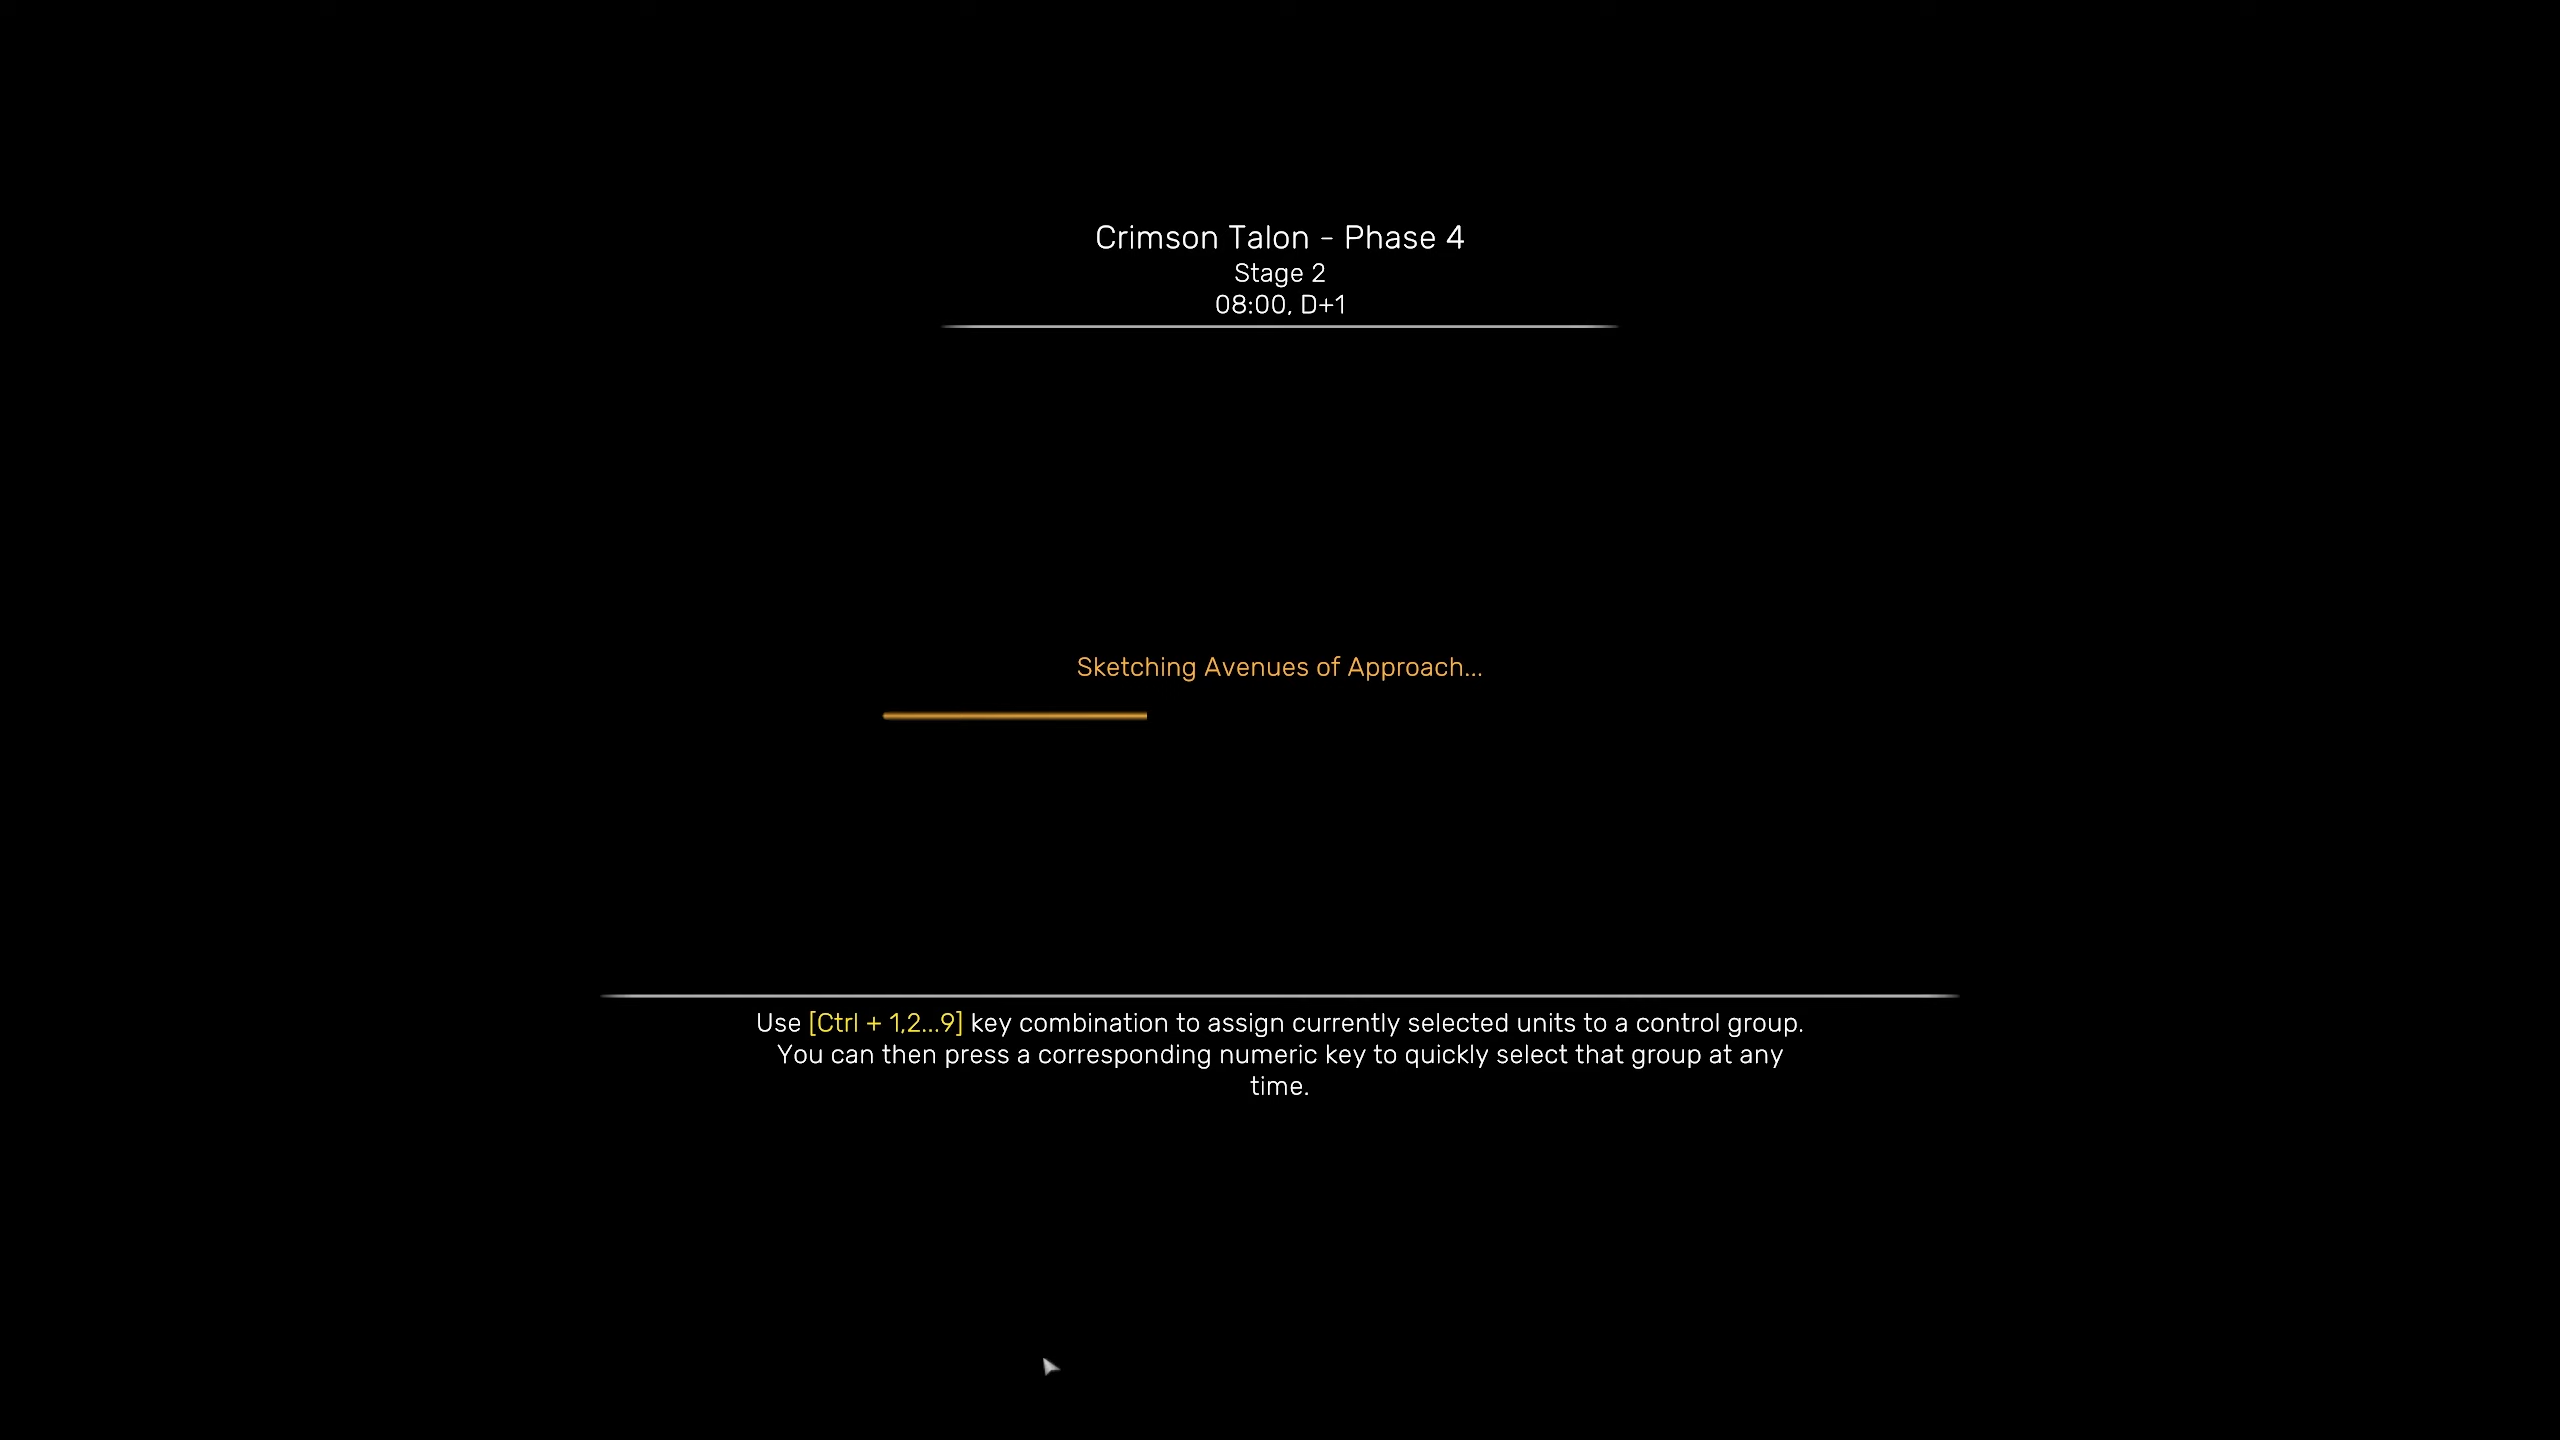 Crimson Talon - Phase 4
Stage 2
08:00, D+1
Sketching Avenues of Approach...
Use [Ctrl + 1,2...9] key combination to assign currently selected units to a control group.
You can then press a corresponding numeric key to quickly select that group at any
time.